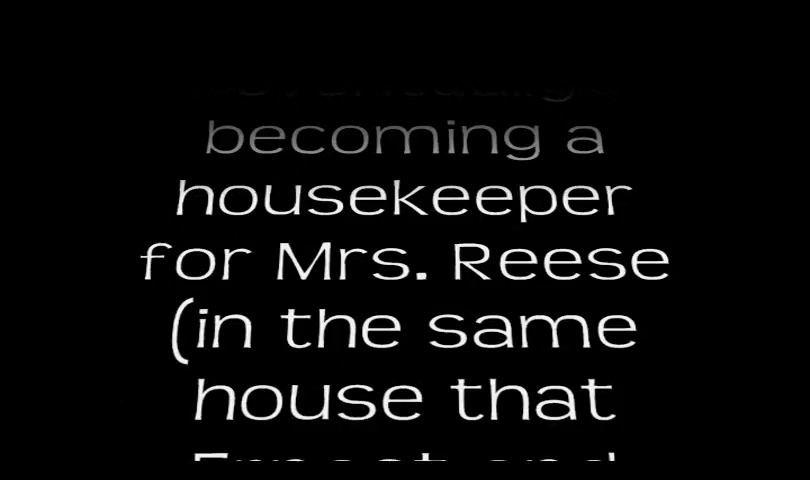 becoming a
housekeeper
for Mrs. Reese
(in the same
house that